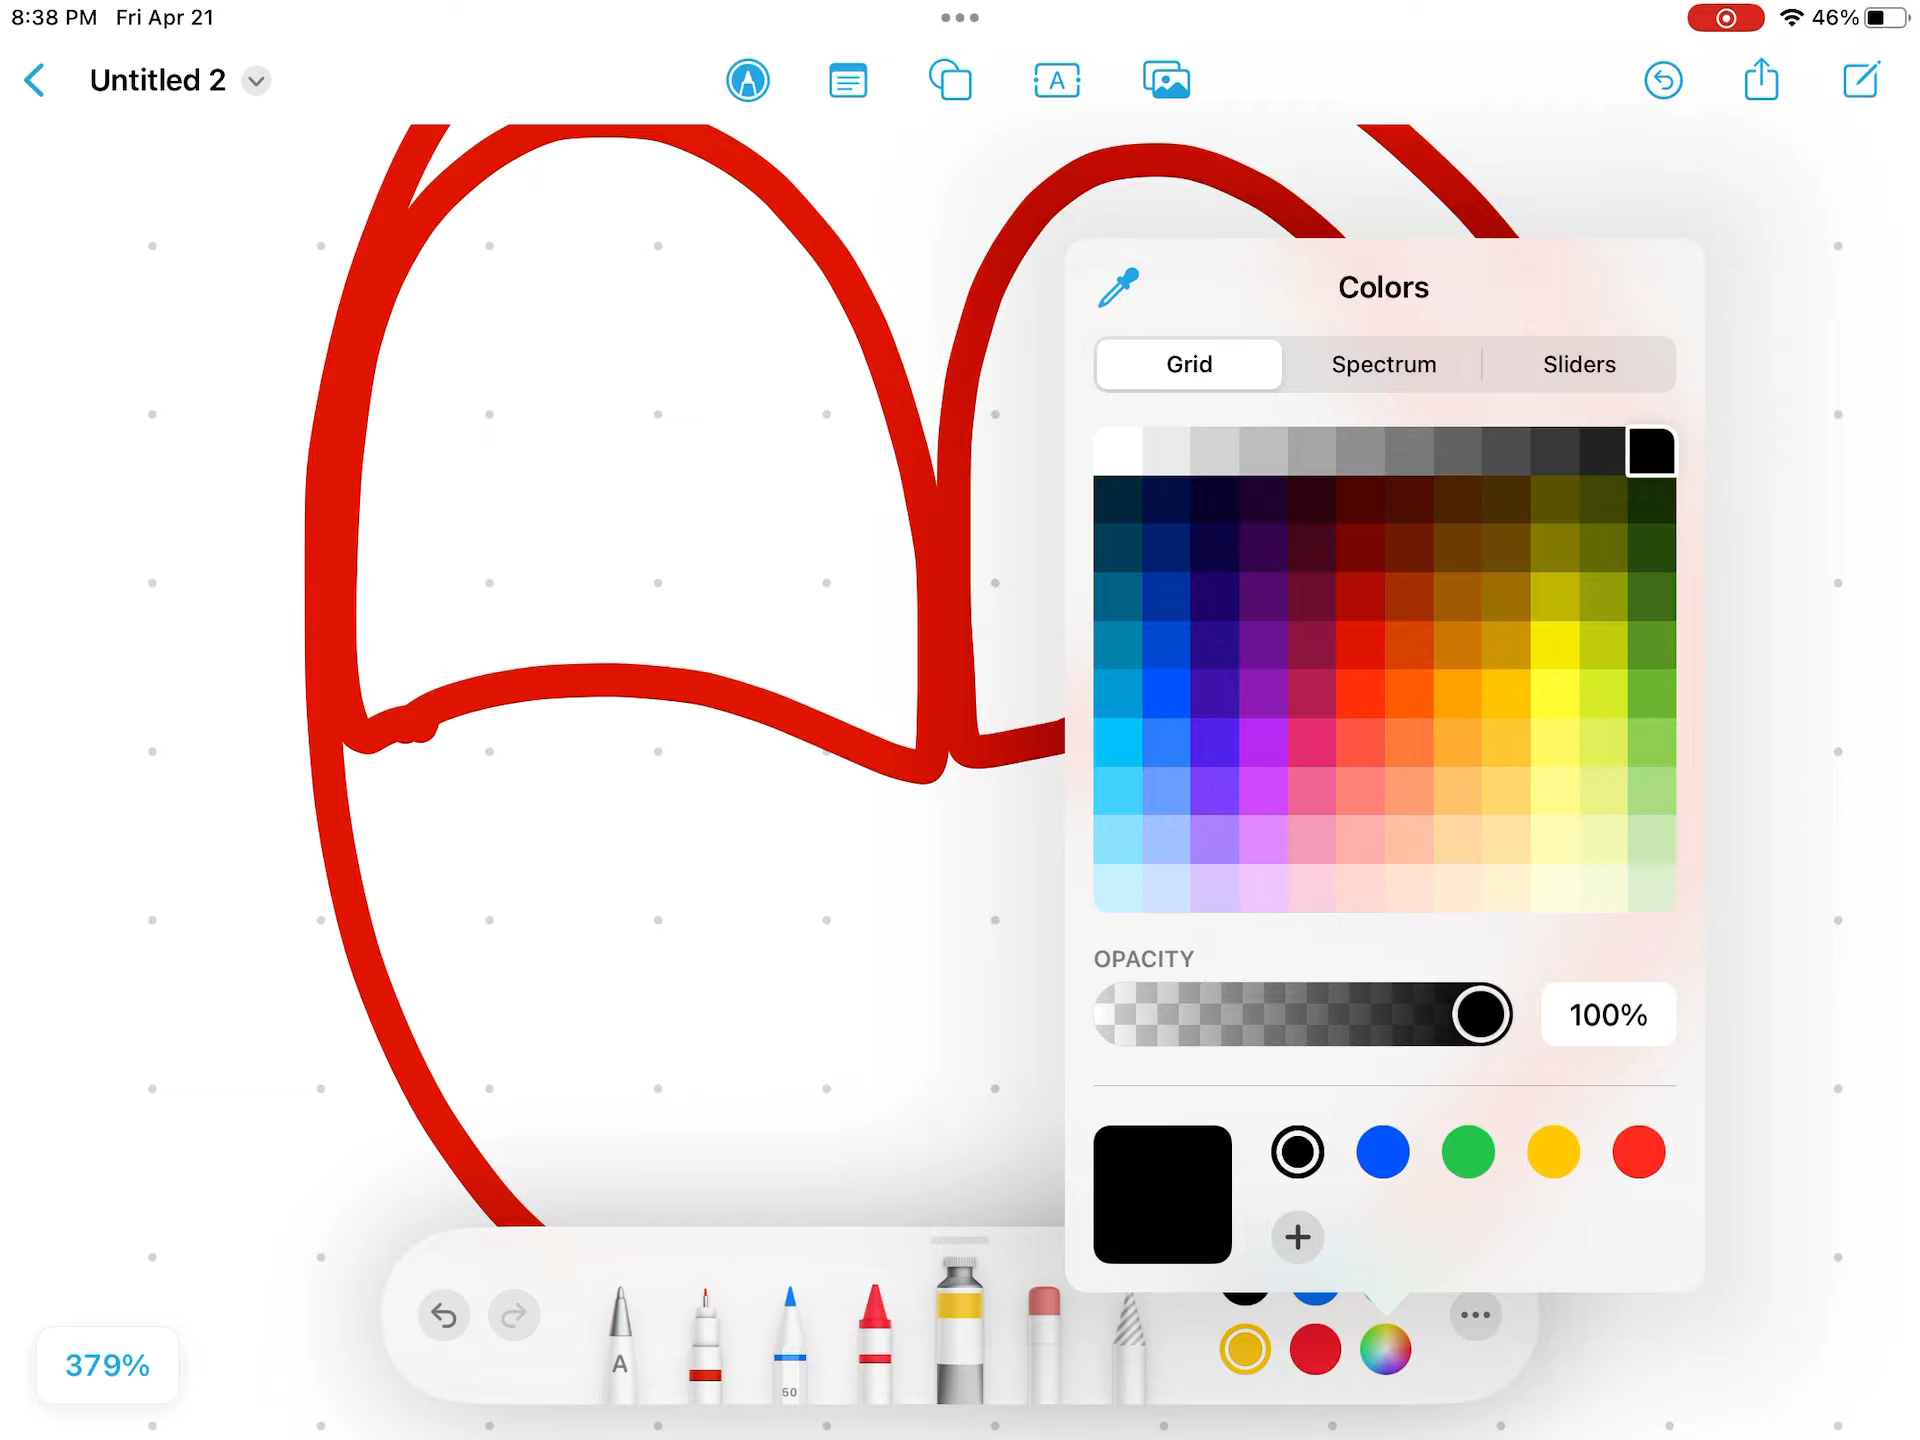 8:38 PM Fri Apr 21
46%
Untitled 2
A
Colors
Grid Spectrum Sliders
OPACITY
100%
A
50
379%